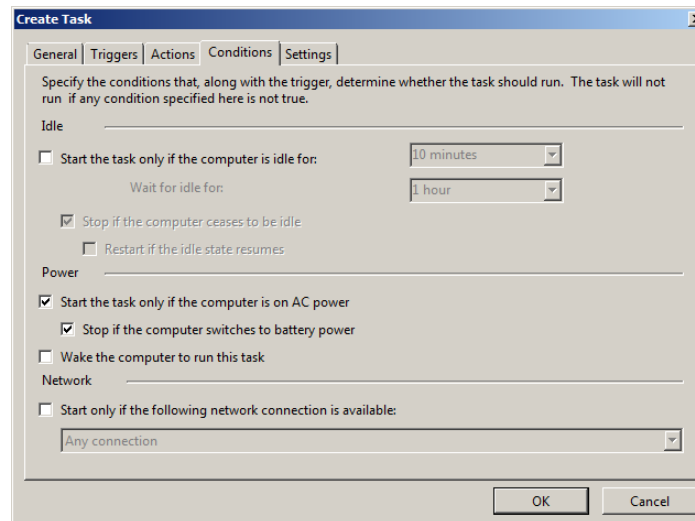 Create Task
General Triggers Actions Conditions Settings
Specify the conditions that, along with the trigger, determine whether the task should run. The task will not
run if any condition specified here is not true.
Idle
Start the task only if the computer is idle for: 10 minutes
Wait for idle for: 1 hour
Stop if the computer ceases to be idle
Restart if the idle state resumes
Power
Start the task only if the computer is on AC power
Stop if the computer switches to battery power
Wake the computer to run this task
Network
Start only if the following network connection is available:
Any connection
OK Cancel